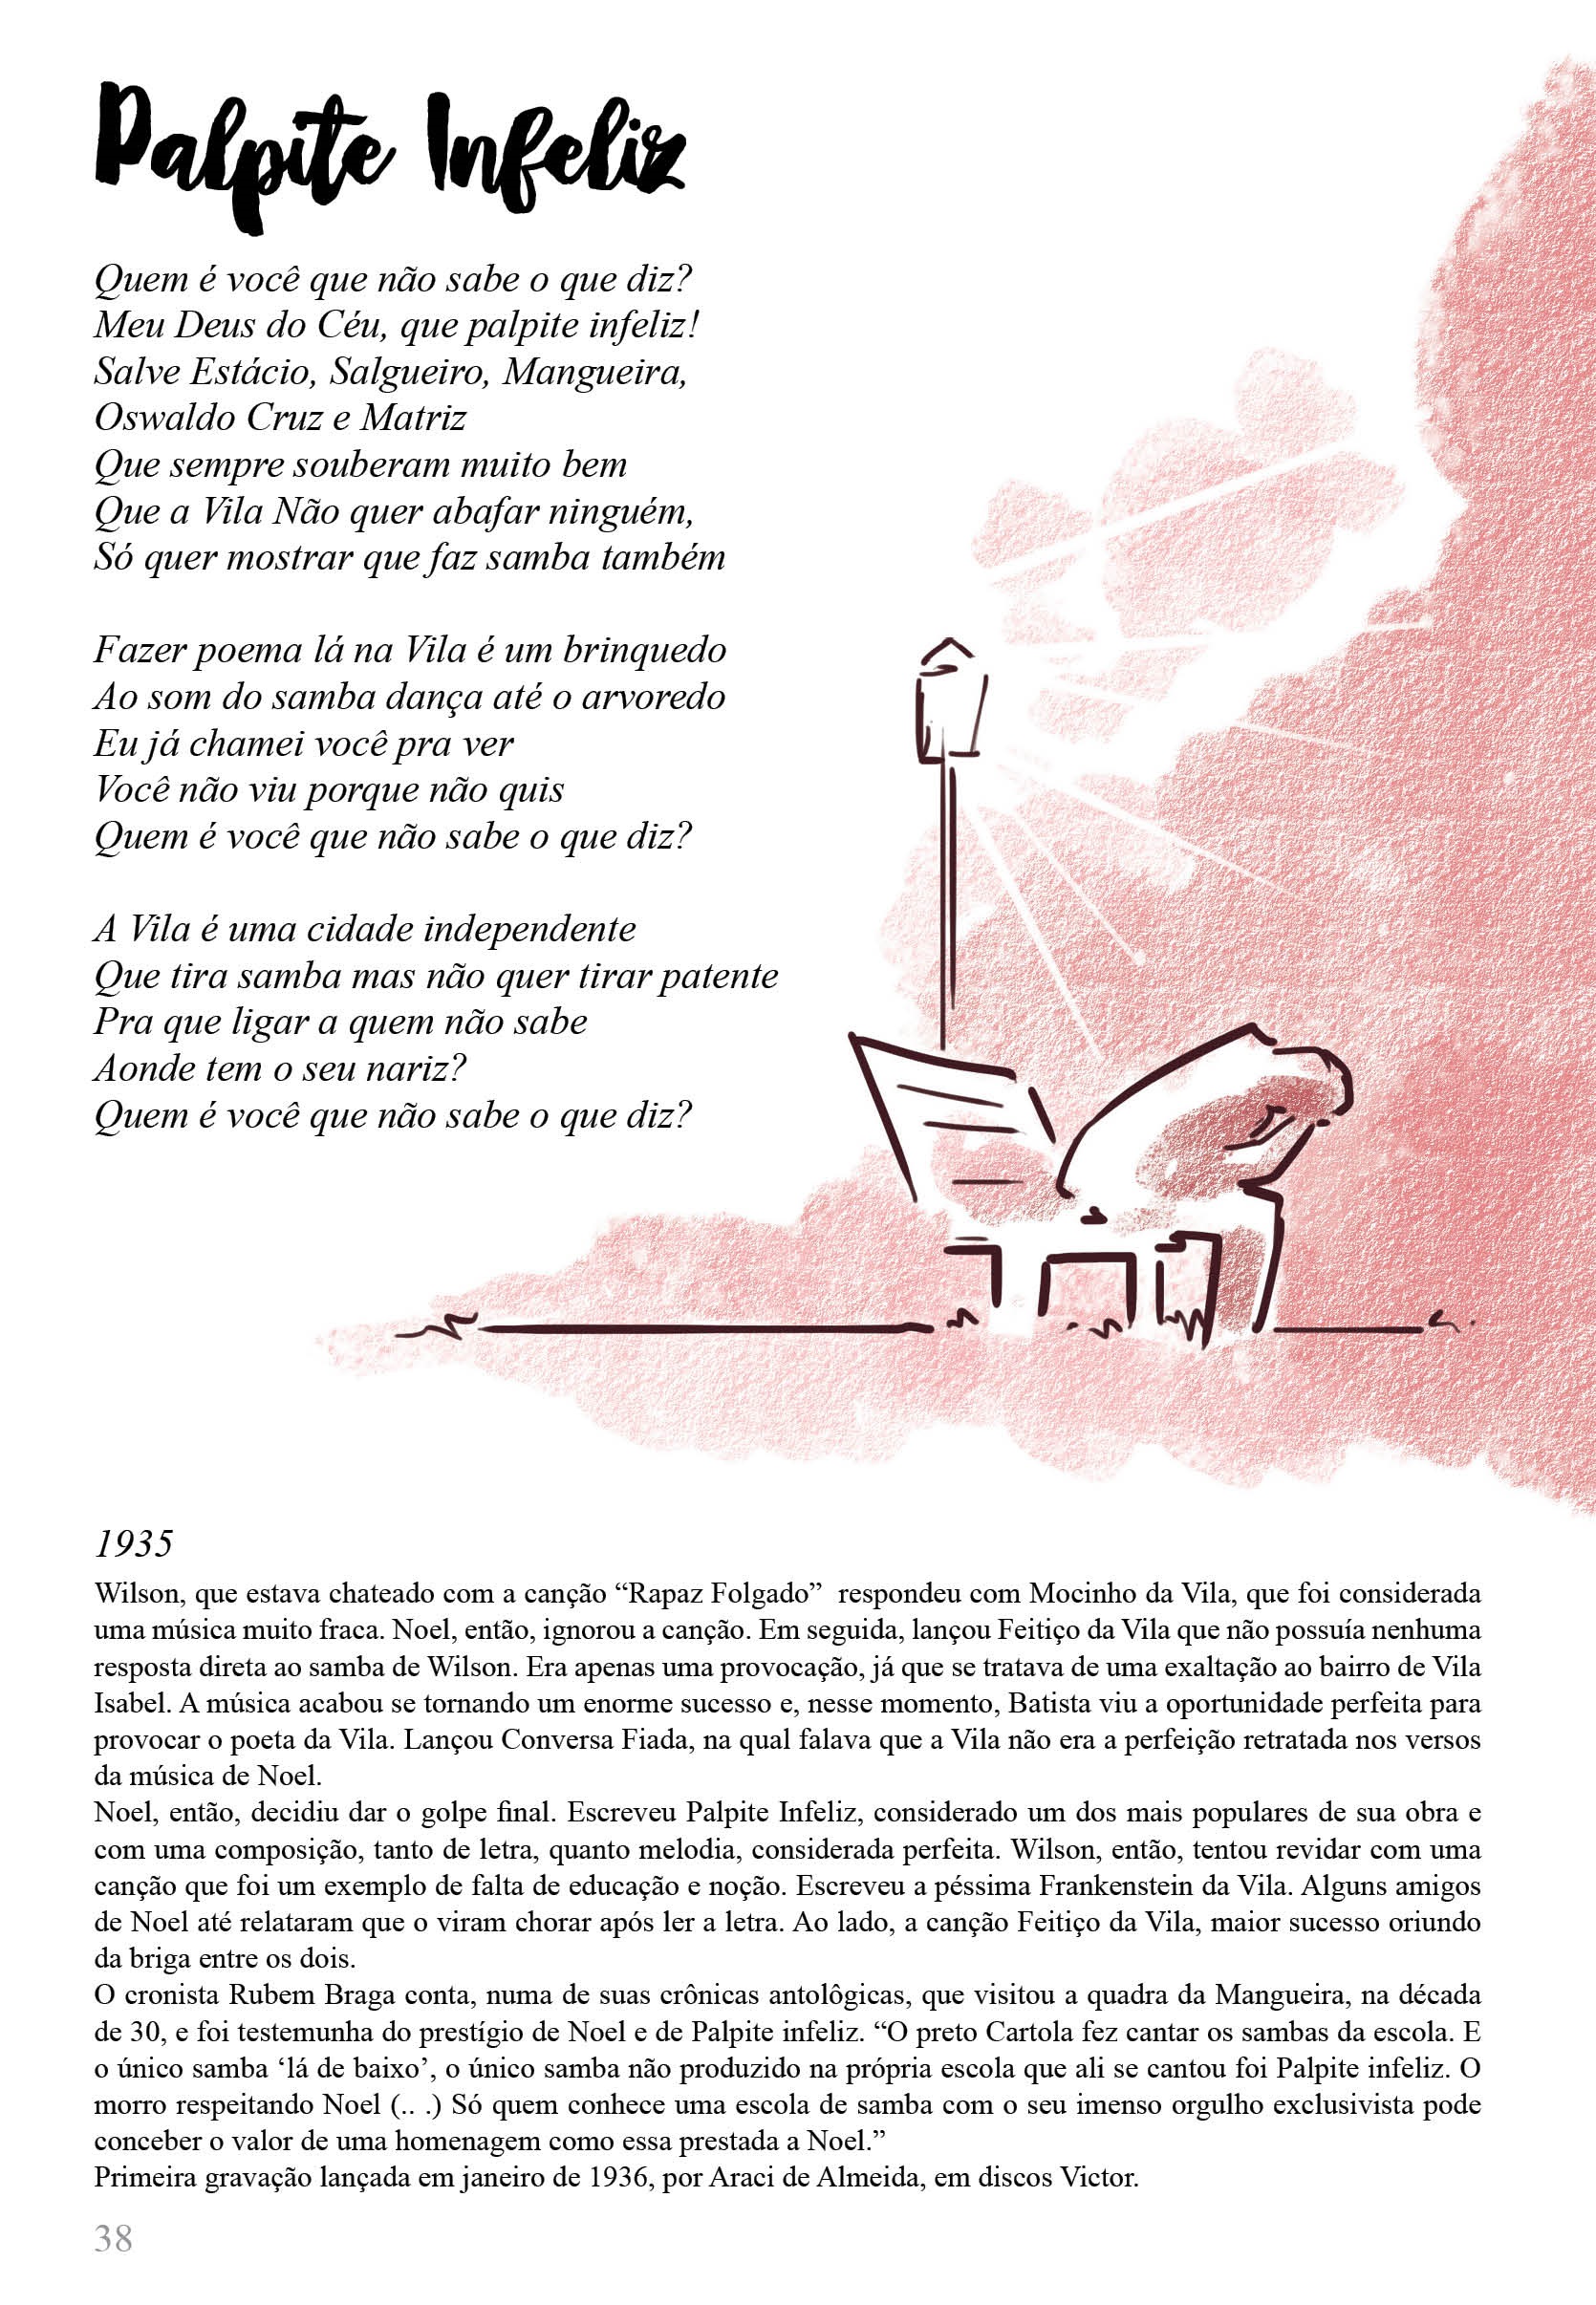 Palpite Infeliz
Quem é você que não sabe o que diz?
Meu Deus do Céu, que palpite infeliz!
Salve Estácio, Salgueiro, Mangueira,
Oswaldo Cruz e Matriz
Que sempre souberam muito bem
Que a Vila Não quer abafar ninguém,
Só quer mostrar que faz samba também
Fazer poema lá na Vila é um brinquedo
Ao som do samba dança até o arvoredo
Eu já chamei você pra ver
Você não viu porque não quis
Quem é você que não sabe o que diz?
A Vila é uma cidade independente
Que tira samba mas não quer tirar patente
Pra que ligar a quem não sabe
Aonde tem o seu nariz?
Quem é você que não sabe o que diz?
1935
Wilson, que estava chateado com a canção “Rapaz Folgado”  respondeu com Mocinho da Vila, que foi considerada
uma música muito fraca. Noel, então, ignorou a canção. Em seguida, lançou Feitiço da Vila que não possuía nenhuma
resposta direta ao samba de Wilson. Era apenas uma provocação, já que se tratava de uma exaltação ao bairro de Vila
Isabel. A música acabou se tornando um enorme sucesso e, nesse momento, Batista viu a oportunidade perfeita para
provocar o poeta da Vila. Lançou Conversa Fiada, na qual falava que a Vila não era a perfeição retratada nos versos
da música de Noel.
Noel, então, decidiu dar o golpe final. Escreveu Palpite Infeliz, considerado um dos mais populares de sua obra e
com uma composição, tanto de letra, quanto melodia, considerada perfeita. Wilson, então, tentou revidar com uma
canção que foi um exemplo de falta de educação e noção. Escreveu a péssima Frankenstein da Vila. Alguns amigos
de Noel até relataram que o viram chorar após ler a letra. Ao lado, a canção Feitiço da Vila, maior sucesso oriundo
da briga entre os dois.
O cronista Rubem Braga conta, numa de suas crônicas antolôgicas, que visitou a quadra da Mangueira, na década
de 30, e foi testemunha do prestígio de Noel e de Palpite infeliz. “O preto Cartola fez cantar os sambas da escola. E
o único samba ‘lá de baixo’, o único samba não produzido na própria escola que ali se cantou foi Palpite infeliz. O
morro respeitando Noel (.. .) Só quem conhece uma escola de samba com o seu imenso orgulho exclusivista pode
conceber o valor de uma homenagem como essa prestada a Noel.”
Primeira gravação lançada em janeiro de 1936, por Araci de Almeida, em discos Victor.
38